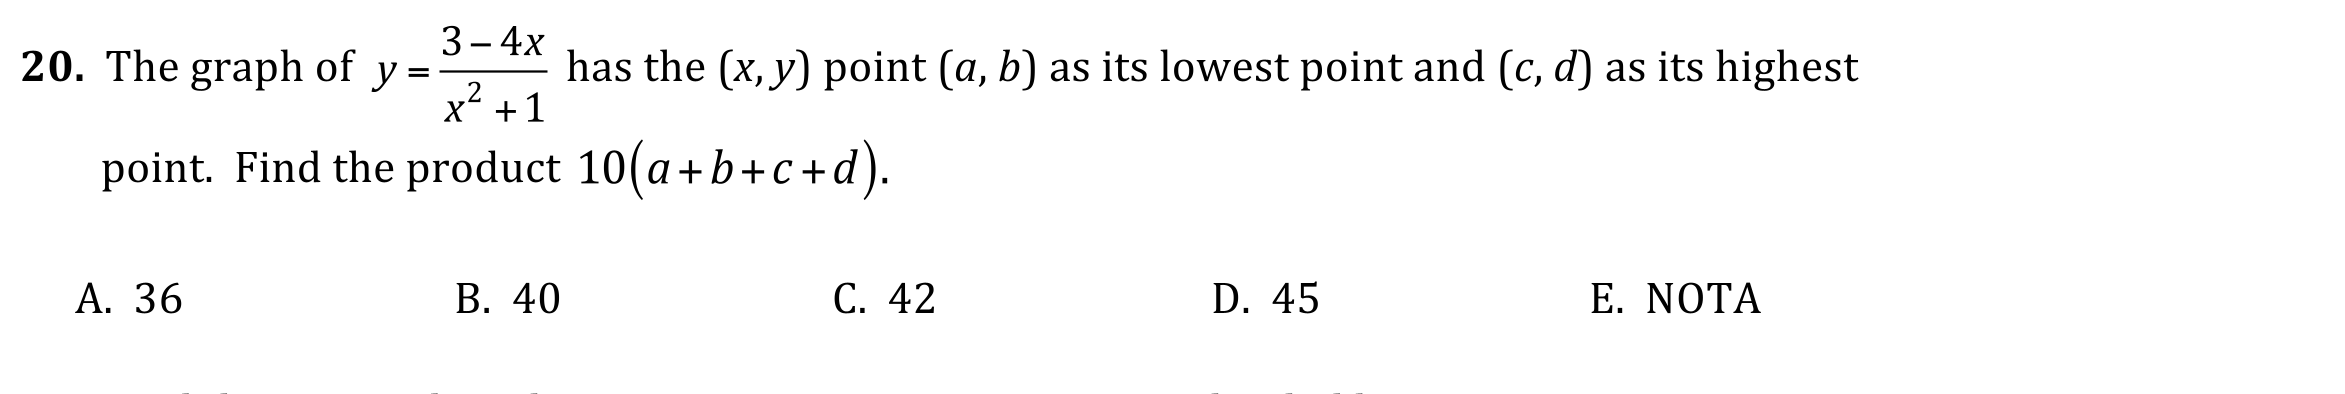 20. The graph of y = \frac{3-4x}{x^2+1} has the (x, y) point (a, b) as its lowest point and (c, d) as its highest
point. Find the product 10(a+b+c+d).
A. 36 B. 40 C. 42 D. 45 E. NOTA